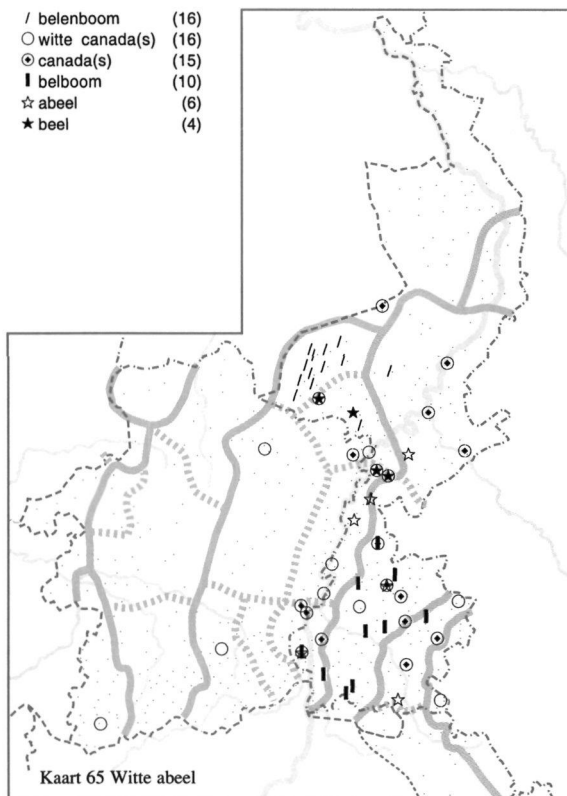 belenboom (16)
witte canada(s) (16)
canada(s) (15)
belboom (10)
abeel (6)
beel (4)
Kaart 65 Witte abeel